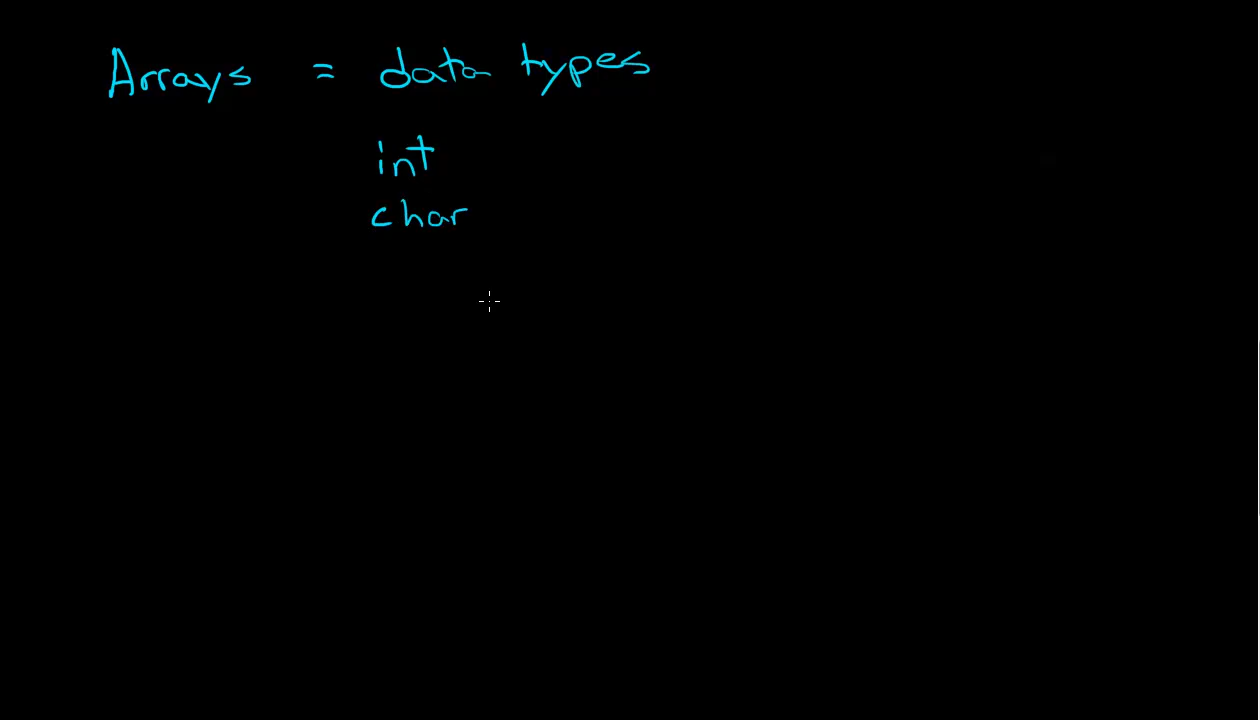 Arrays = data types
int
char